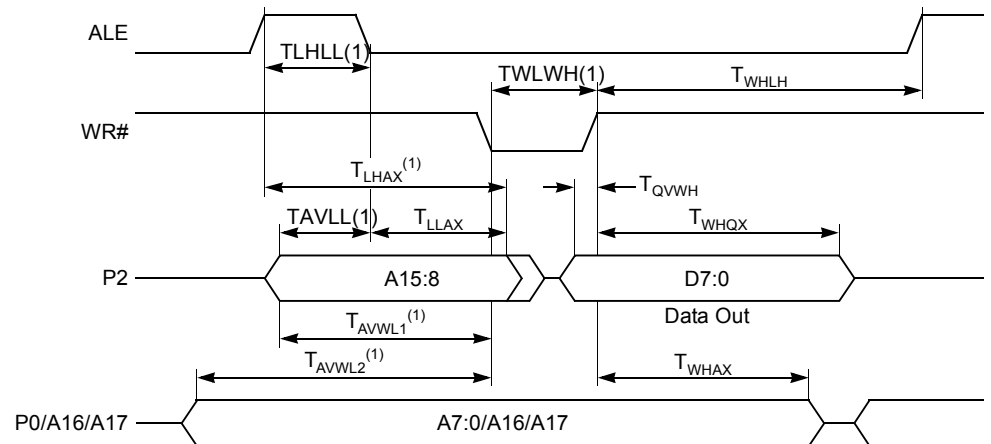 ALE
TLHLL(1)
TWLWH(1)
TWHLH
WR#
TLHAX(1)
TQVWH
TAVLL(1)
TLLAX
TWHQX
P2
A15:8
D7:0
Data Out
TAVWL1(1)
TAVWL2(1)
TWHAX
P0/A16/A17
A7:0/A16/A17